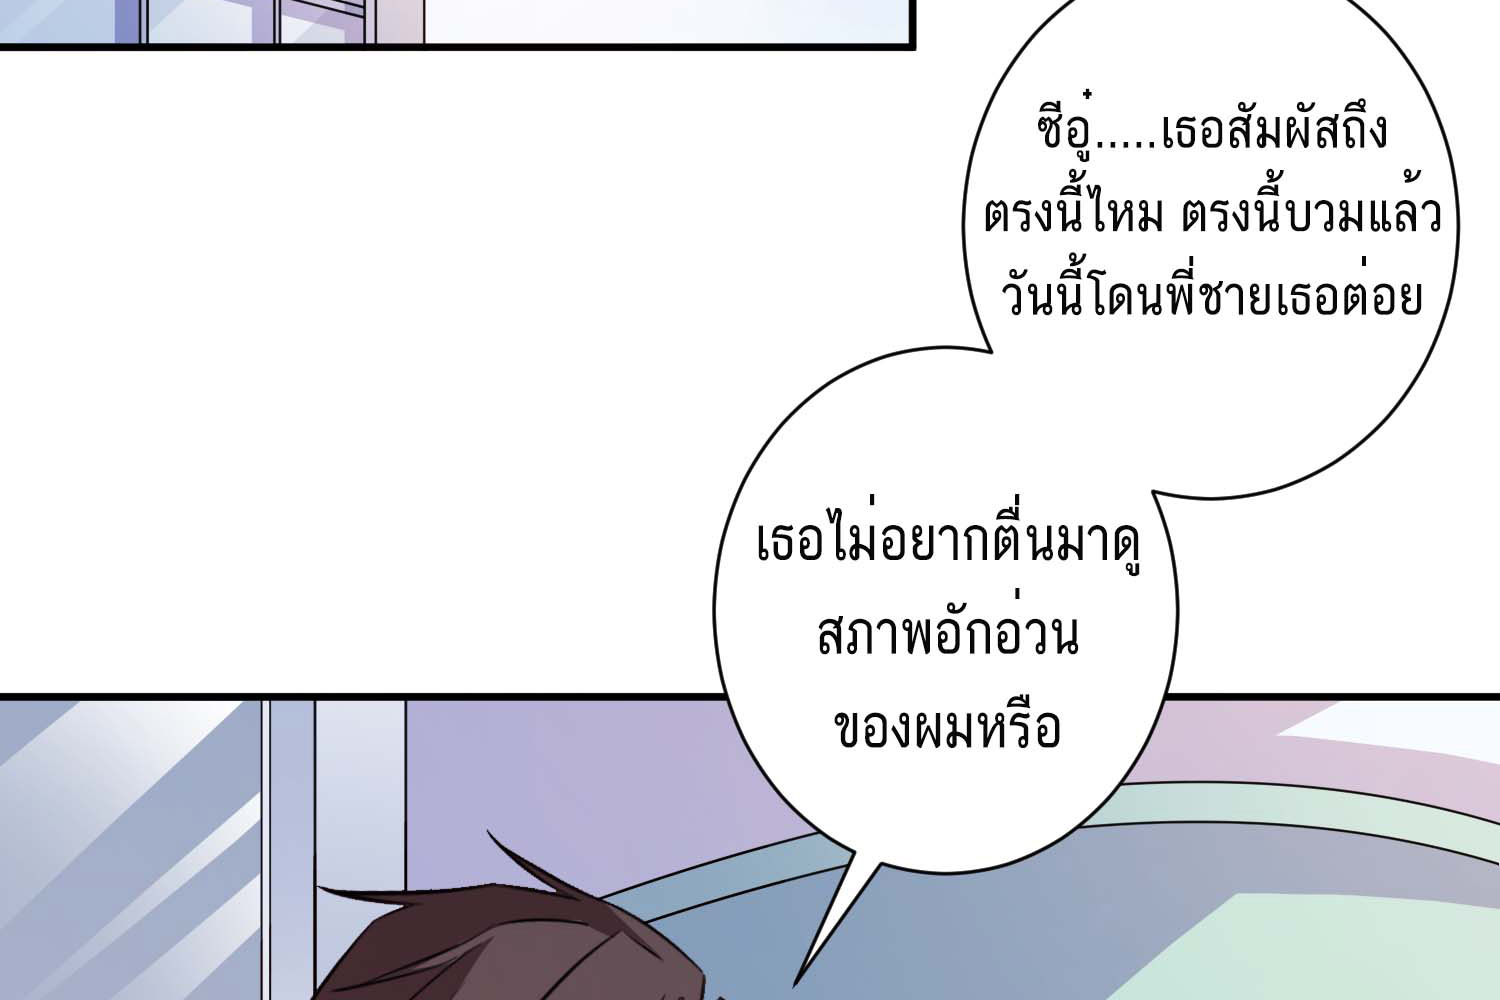 ซีอู๋.....เธอสัมผัสถึง
ตรงนี้ไหม ตรงนี้บวมแล้ว
วันนี้โดนพี่ชายเธอต่อย
เธอไม่อยากตื่นมาดู
สภาพอักอ่วน
ของผมหรือ